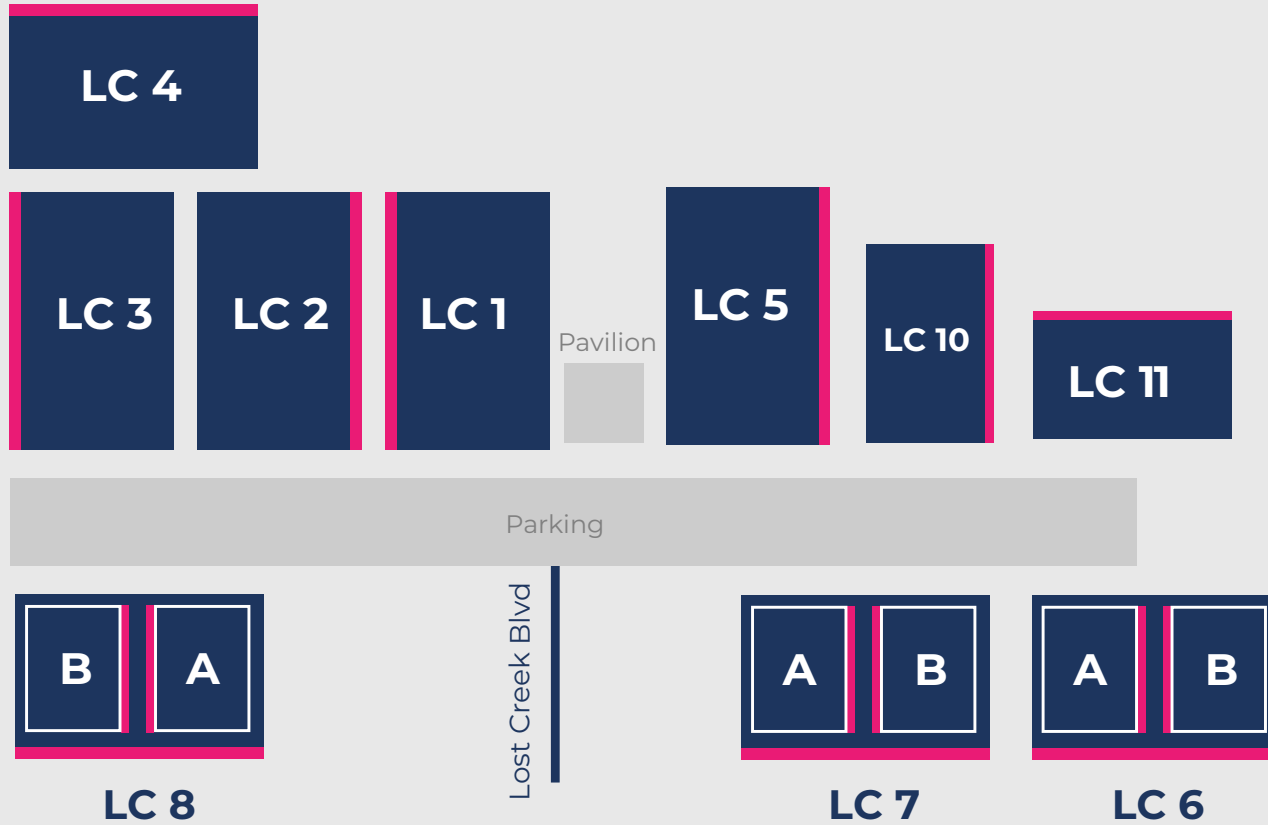 LC 4
LC 3
LC 2
LC 1
Pavilion
LC 5
LC 10
LC 11
Parking
Lost Creek Blvd
B
A
A
B
A
B
LC 8
LC 7
LC 6